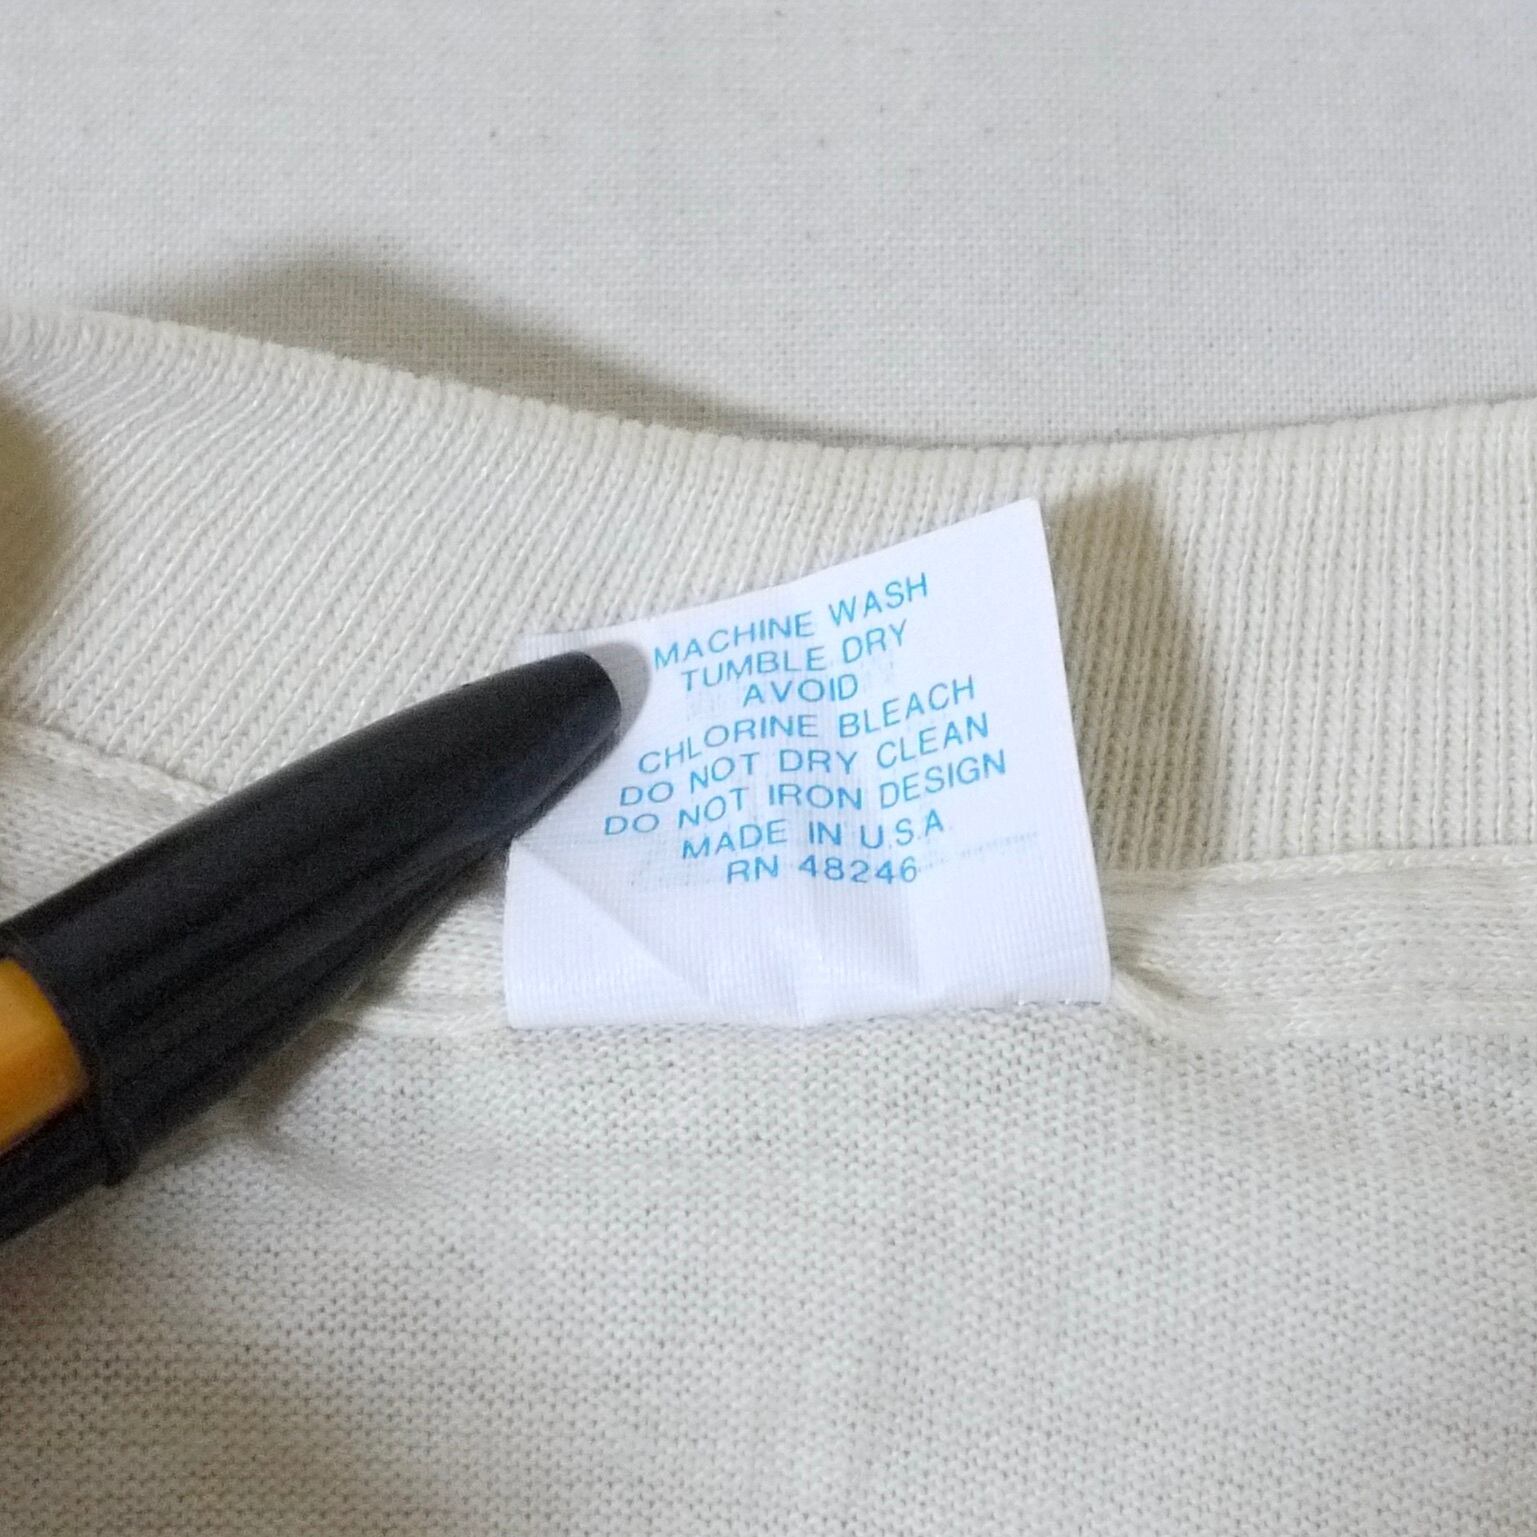 MACHINE WASH
TUMBLE DRY
AVOID
CHLORINE BLEACH
DO NOT DRY CLEAN
DO NOT IRON DESIGN
MADE IN U.S.A
RN 48246